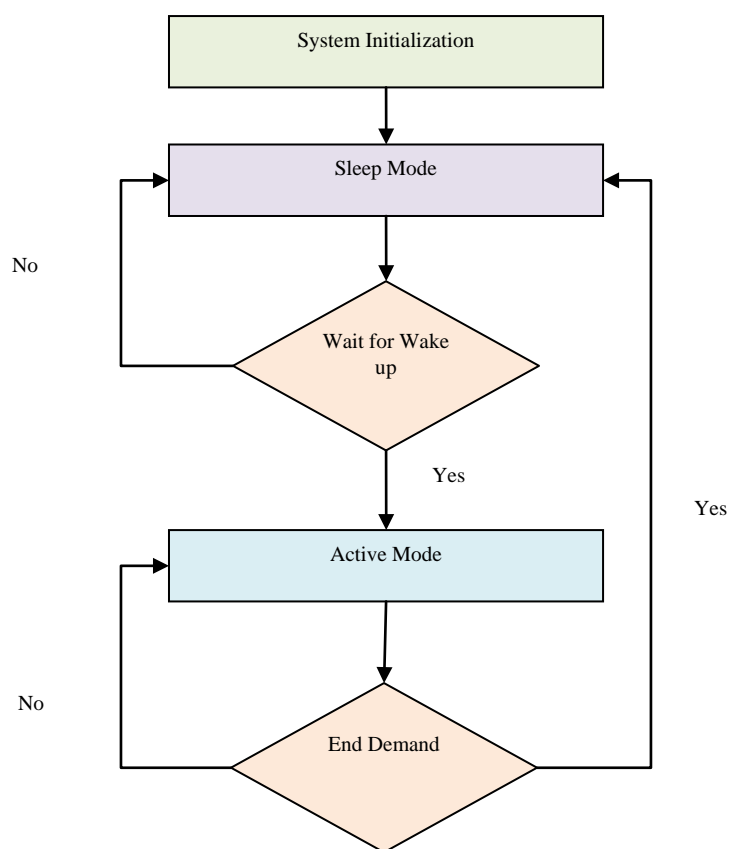 System Initialization
Sleep Mode
No
Wait for Wake
up
Yes
Yes
Active Mode
No
End Demand